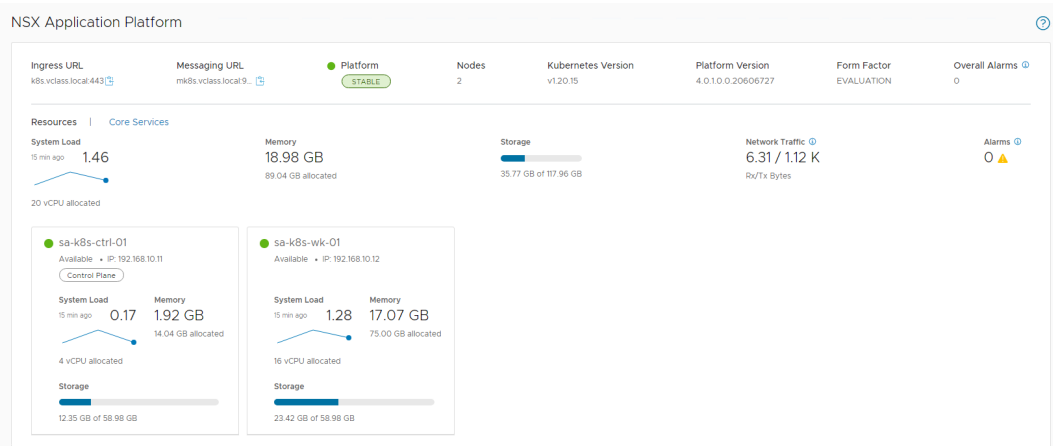 NSX Application Platform
Ingress URL
k8s.vclass.local:443
Messaging URL
mk8s.vclass.local:9...
Platform
STABLE
Nodes
2
Kubernetes Version
v1.20.15
Platform Version
4.0.1.0.0.20606727
Form Factor
EVALUATION
Overall Alarms
0
Resources | Core Services
System Load
15 min ago 1.46
20 vCPU allocated
Memory
18.98 GB
89.04 GB allocated
Storage
35.77 GB of 117.96 GB
Network Traffic
6.31 / 1.12 K
Rx/Tx Bytes
Alarms
0
sa-k8s-ctrl-01
Available • IP: 192.168.10.11
Control Plane
System Load
15 min ago 0.17
4 vCPU allocated
Memory
1.92 GB
14.04 GB allocated
Storage
12.35 GB of 58.98 GB
sa-k8s-wk-01
Available • IP: 192.168.10.12
System Load
15 min ago 1.28
16 vCPU allocated
Memory
17.07 GB
75.00 GB allocated
Storage
23.42 GB of 58.98 GB